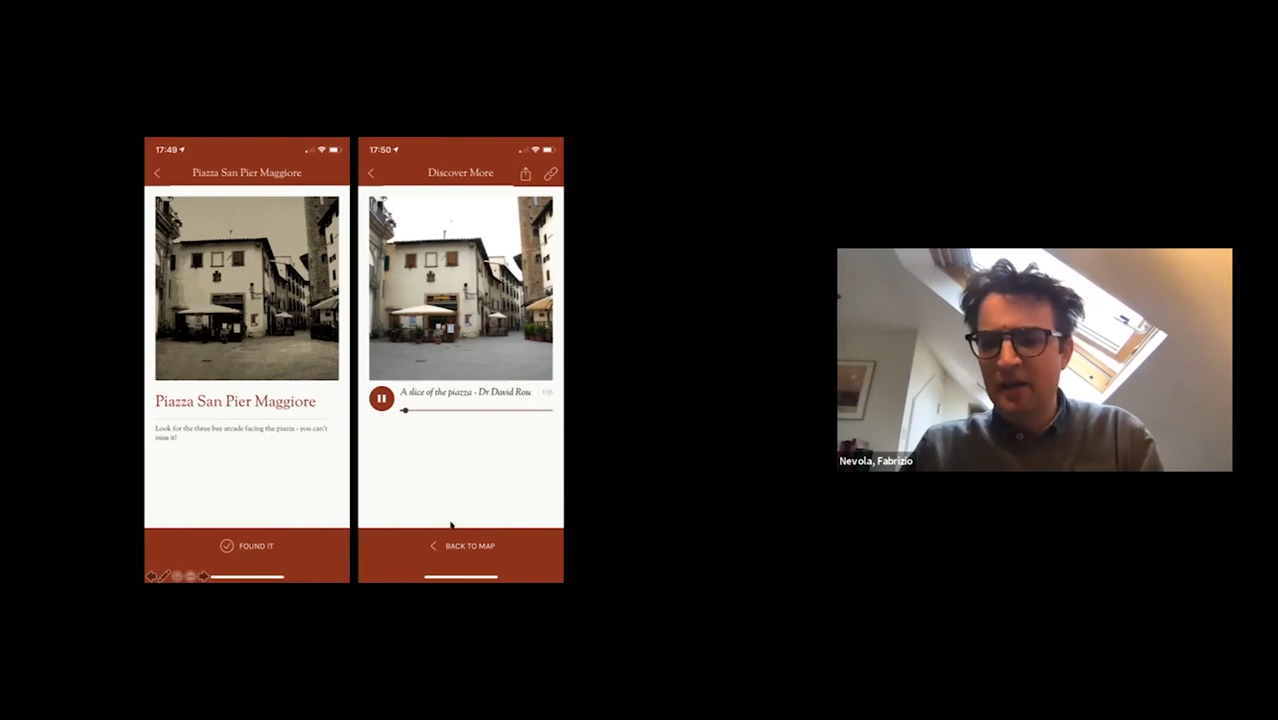 17:49
Piazza San Pier Maggiore
Piazza San Pier Maggiore
Look for the three bay arcade facing the piazza - you can't
miss it!
FOUND IT
17:50
Discover More
A slice of the piazza - Dr David Rose
BACK TO MAP
Nevola, Fabrizio